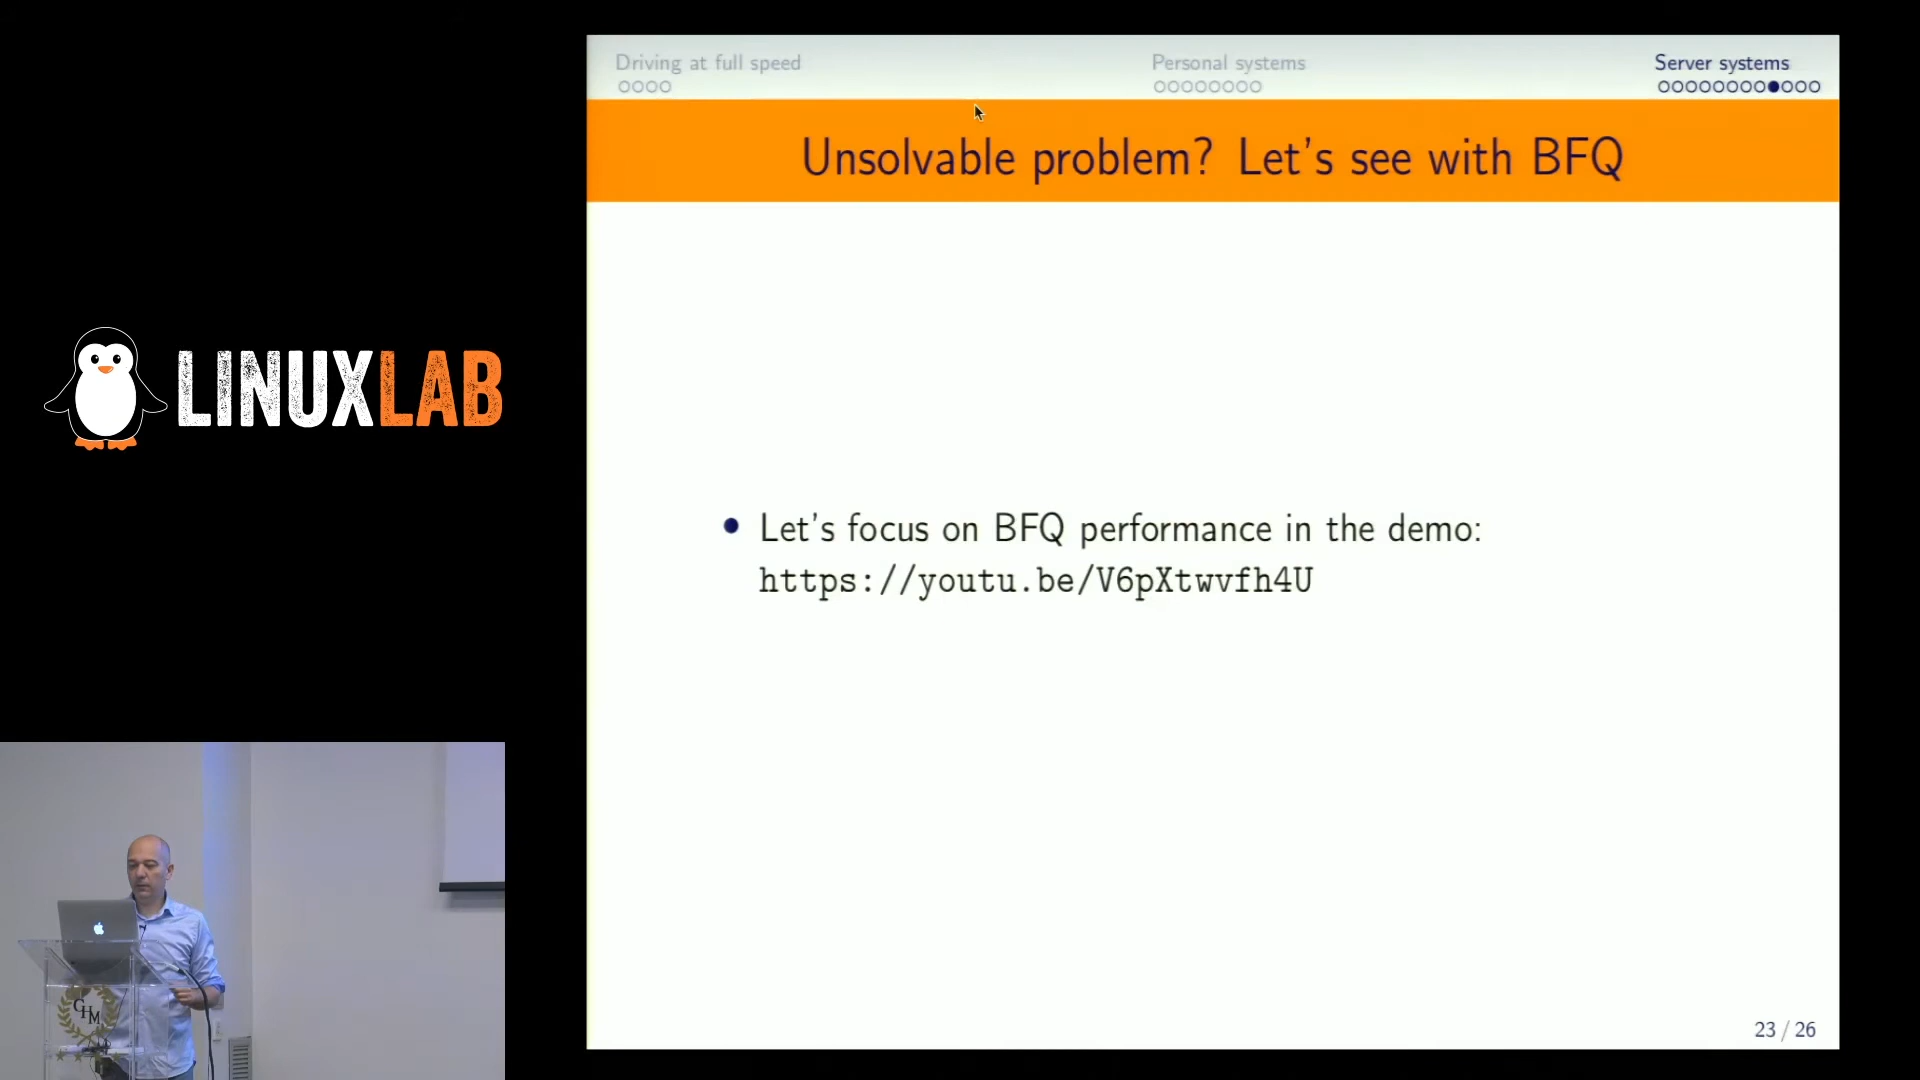 Driving at full speed
Personal systems
Server systems
Unsolvable problem? Let's see with BFQ
LINUXLAB
• Let's focus on BFQ performance in the demo:
https://youtu.be/V6pXtwvfh4U
GHM
23 / 26